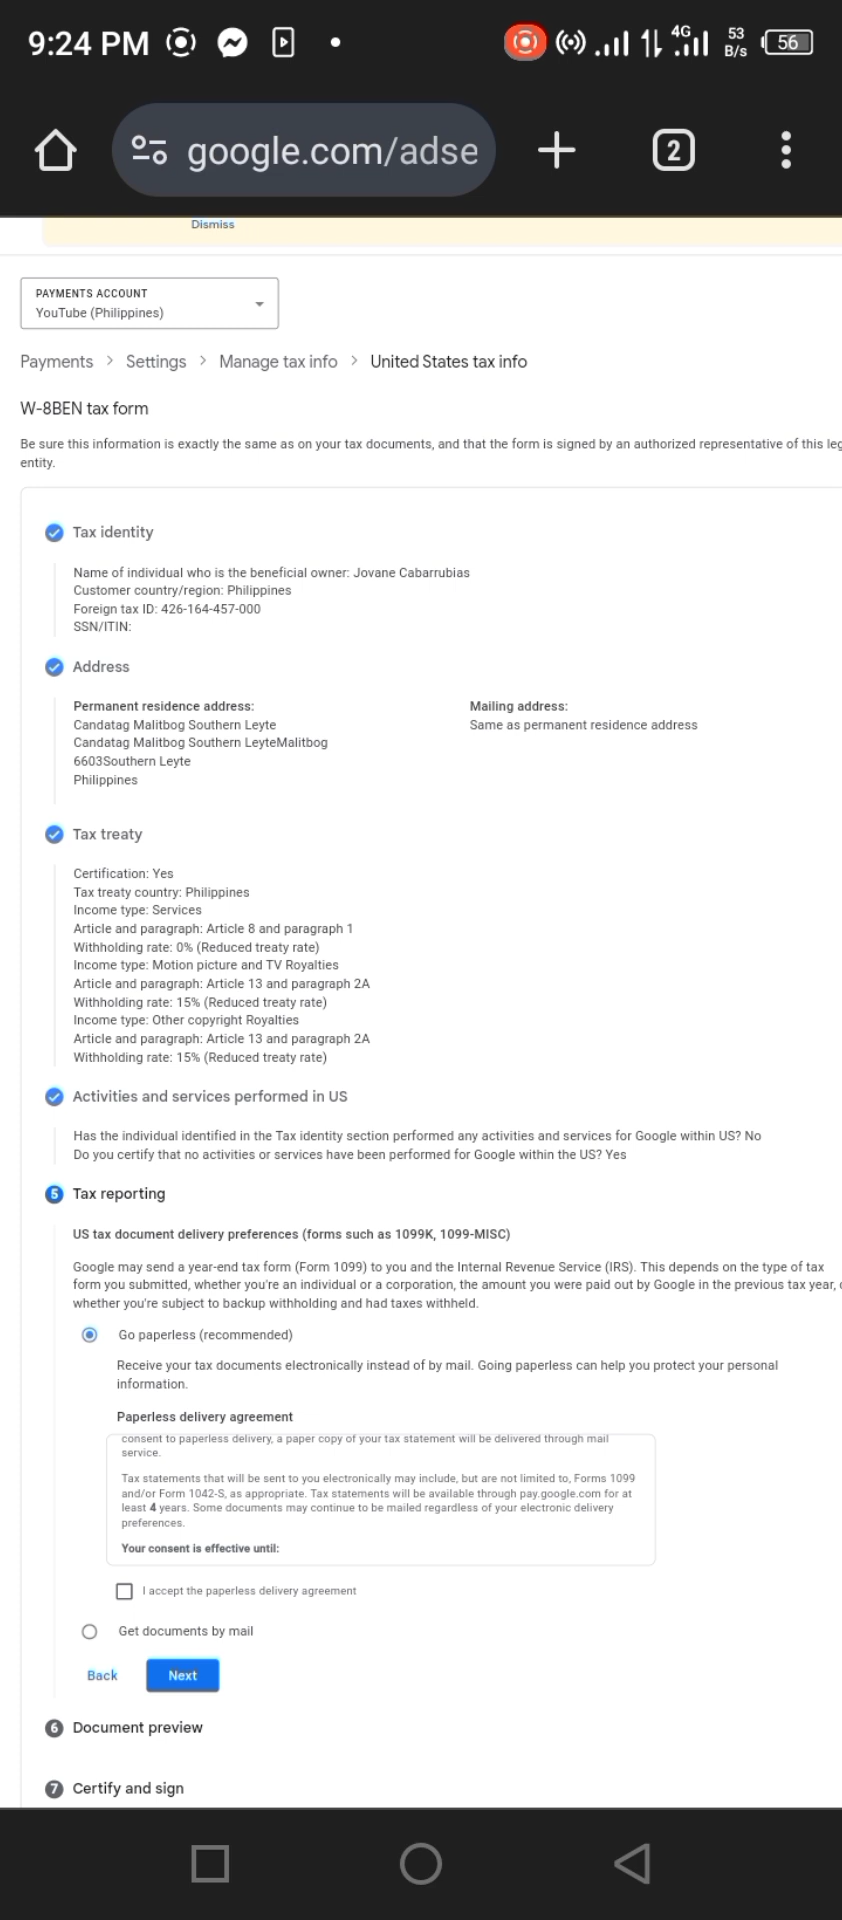 9:24 PM
4G
53
B/s
56
google.com/adse
2
Dismiss
PAYMENTS ACCOUNT
YouTube (Philippines)
Payments > Settings > Manage tax info > United States tax info
W-8BEN tax form
Be sure this information is exactly the same as on your tax documents, and that the form is signed by an authorized representative of this leg
entity.
Tax identity
Name of individual who is the beneficial owner: Jovane Cabarrubias
Customer country/region: Philippines
Foreign tax ID: 426-164-457-000
SSN/ITIN:
Address
Permanent residence address:
Candatag Malitbog Southern Leyte
Candatag Malitbog Southern LeyteMalitbog
6603Southern Leyte
Philippines
Mailing address:
Same as permanent residence address
Tax treaty
Certification: Yes
Tax treaty country: Philippines
Income type: Services
Article and paragraph: Article 8 and paragraph 1
Withholding rate: 0% (Reduced treaty rate)
Income type: Motion picture and TV Royalties
Article and paragraph: Article 13 and paragraph 2A
Withholding rate: 15% (Reduced treaty rate)
Income type: Other copyright Royalties
Article and paragraph: Article 13 and paragraph 2A
Withholding rate: 15% (Reduced treaty rate)
Activities and services performed in US
Has the individual identified in the Tax identity section performed any activities and services for Google within US? No
Do you certify that no activities or services have been performed for Google within the US? Yes
5 Tax reporting
US tax document delivery preferences (forms such as 1099K, 1099-MISC)
Google may send a year-end tax form (Form 1099) to you and the Internal Revenue Service (IRS). This depends on the type of tax
form you submitted, whether you're an individual or a corporation, the amount you were paid out by Google in the previous tax year,
whether you're subject to backup withholding and had taxes withheld.
Go paperless (recommended)
Receive your tax documents electronically instead of by mail. Going paperless can help you protect your personal
information.
Paperless delivery agreement
consent to paperless delivery, a paper copy of your tax statement will be delivered through mail
service.
Tax statements that will be sent to you electronically may include, but are not limited to, Forms 1099
and/or Form 1042-S, as appropriate. Tax statements will be available through pay.google.com for at
least 4 years. Some documents may continue to be mailed regardless of your electronic delivery
preferences.
Your consent is effective until:
I accept the paperless delivery agreement
Get documents by mail
Back
Next
6 Document preview
7 Certify and sign